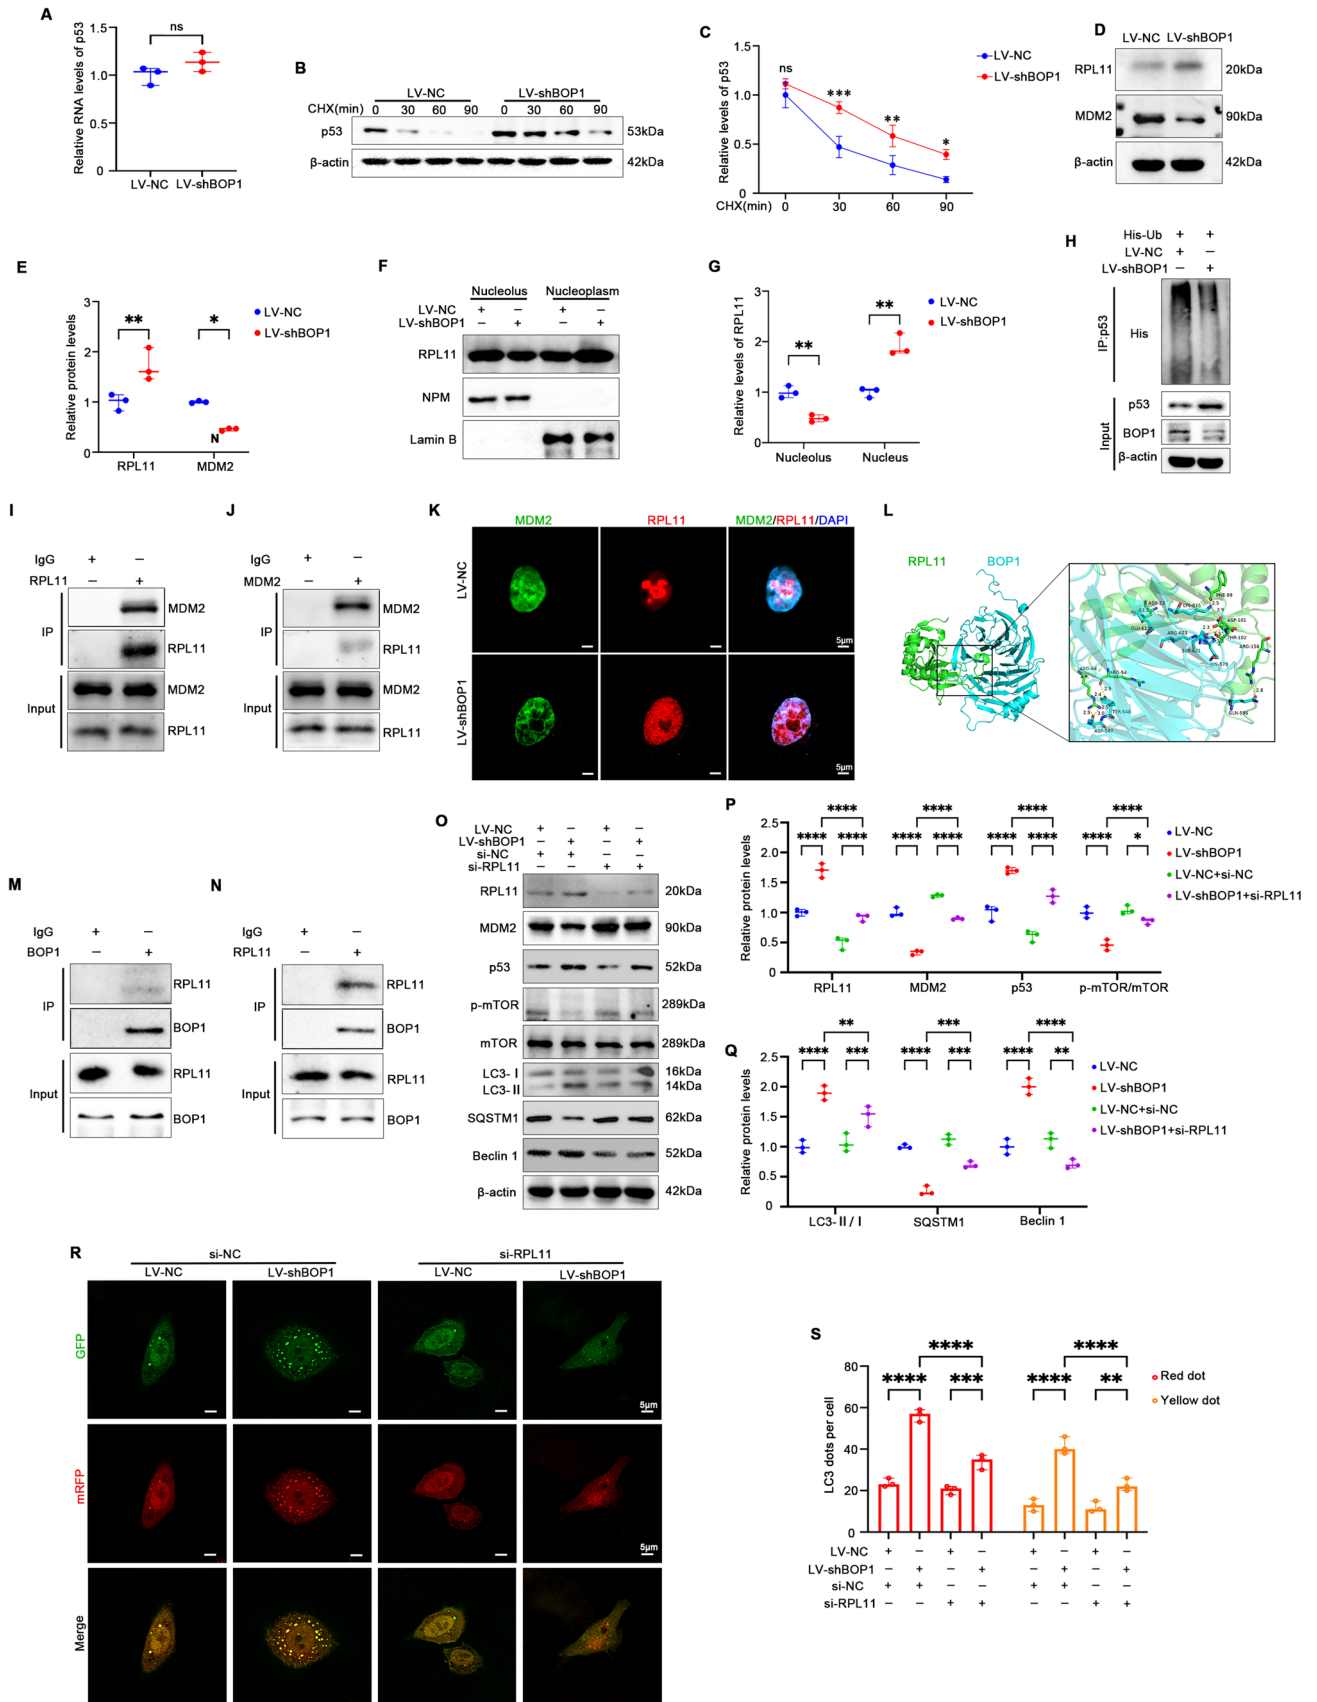 A
Relative RNA levels of p53
1.5
1.0
0.5
0
ns
LV-NC LV-shBOP1
B
LV-NC LV-shBOP1
CHX(min) 0 30 60 90 0 30 60 90
p53 53kDa
β-actin 42kDa
C
Relative levels of p53
1.5
1.0
0.5
0
ns *** ** *
CHX(min) 0 30 60 90
LV-NC
LV-shBOP1
D
LV-NC LV-shBOP1
RPL11 20kDa
MDM2 90kDa
β-actin 42kDa
E
Relative protein levels
3
2
1
0
** *
N
RPL11 MDM2
LV-NC
LV-shBOP1
F
Nucleolus Nucleoplasm
LV-NC + − + −
LV-shBOP1 − + − +
RPL11
NPM
Lamin B
G
Relative levels of RPL11
3
2
1
0
** **
Nucleolus Nucleus
LV-NC
LV-shBOP1
H
His-Ub + +
LV-NC + −
LV-shBOP1 − +
IP:p53
His
Input
p53
BOP1
β-actin
I
IgG + −
RPL11 − +
IP
MDM2
RPL11
Input
MDM2
RPL11
J
IgG + −
MDM2 − +
IP
MDM2
RPL11
Input
MDM2
RPL11
K
MDM2 RPL11 MDM2/RPL11/DAPI
LV-NC
5μm
LV-shBOP1
5μm
L
RPL11 BOP1
PHE-99
ASP-101
THR-102
ARG-156
M
IgG + −
BOP1 − +
IP
RPL11
BOP1
Input
RPL11
BOP1
N
IgG + −
RPL11 − +
IP
RPL11
BOP1
Input
RPL11
BOP1
O
LV-NC + − + −
LV-shBOP1 − + − +
si-NC + + − −
si-RPL11 − − + +
RPL11 20kDa
MDM2 90kDa
p53 52kDa
p-mTOR 289kDa
mTOR 289kDa
LC3-Ⅰ 16kDa
LC3-Ⅱ 14kDa
SQSTM1 62kDa
Beclin 1 52kDa
β-actin 42kDa
P
Relative protein levels
2.5
2.0
1.5
1.0
0.5
0
**** **** **** ****
**** **** **** **** **** **** **** *
RPL11 MDM2 p53 p-mTOR/mTOR
LV-NC
LV-shBOP1
LV-NC+si-NC
LV-shBOP1+si-RPL11
Q
Relative protein levels
2.5
2.0
1.5
1.0
0.5
0
** *** ****
**** *** **** *** **** **
LC3-Ⅱ/Ⅰ SQSTM1 Beclin 1
LV-NC
LV-shBOP1
LV-NC+si-NC
LV-shBOP1+si-RPL11
R
si-NC si-RPL11
LV-NC LV-shBOP1 LV-NC LV-shBOP1
GFP
5μm
mRFP
5μm
Merge
S
LC3 dots per cell
80
60
40
20
0
**** ****
**** *** **** **
Red dot
Yellow dot
LV-NC + − + − + − + −
LV-shBOP1 − + − + − + − +
si-NC + + − − + + − −
si-RPL11 − − + + − − + +